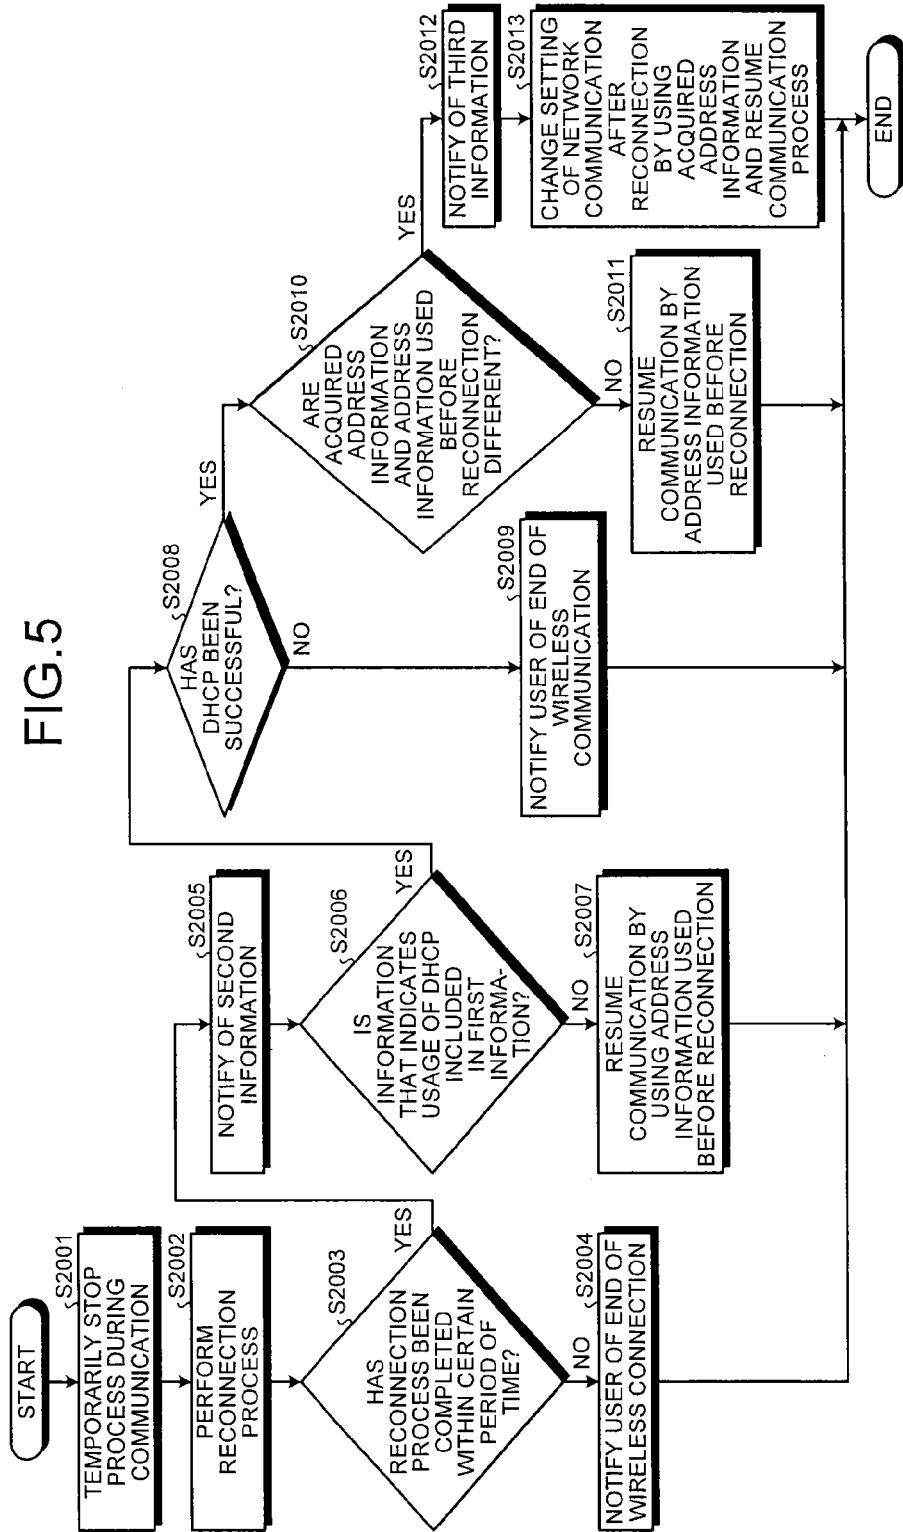 FIG.5
START
S2001
TEMPORARILY STOP
PROCESS DURING
COMMUNICATION
S2002
PERFORM
RECONNECTION
PROCESS
S2003
HAS
RECONNECTION
PROCESS BEEN
COMPLETED
WITHIN CERTAIN
PERIOD OF
TIME?
YES
NO
S2004
NOTIFY USER OF END OF
WIRELESS CONNECTION
S2005
NOTIFY OF SECOND
INFORMATION
S2006
IS
INFORMATION
THAT INDICATES
USAGE OF DHCP
INCLUDED
IN FIRST
INFORMA-
TION?
YES
NO
S2007
RESUME
COMMUNICATION BY
USING ADDRESS
INFORMATION USED
BEFORE RECONNECTION
S2008
HAS
DHCP BEEN
SUCCESSFUL?
YES
NO
S2009
NOTIFY USER OF END OF
WIRELESS
COMMUNICATION
S2010
ARE
ACQUIRED
ADDRESS
INFORMATION
AND ADDRESS
INFORMATION USED
BEFORE
RECONNECTION
DIFFERENT?
YES
NO
S2011
RESUME
COMMUNICATION BY
ADDRESS INFORMATION
USED BEFORE
RECONNECTION
S2012
NOTIFY OF THIRD
INFORMATION
S2013
CHANGE SETTING
OF NETWORK
COMMUNICATION
AFTER
RECONNECTION
BY USING
ACQUIRED
ADDRESS
INFORMATION
AND RESUME
COMMUNICATION
PROCESS
END